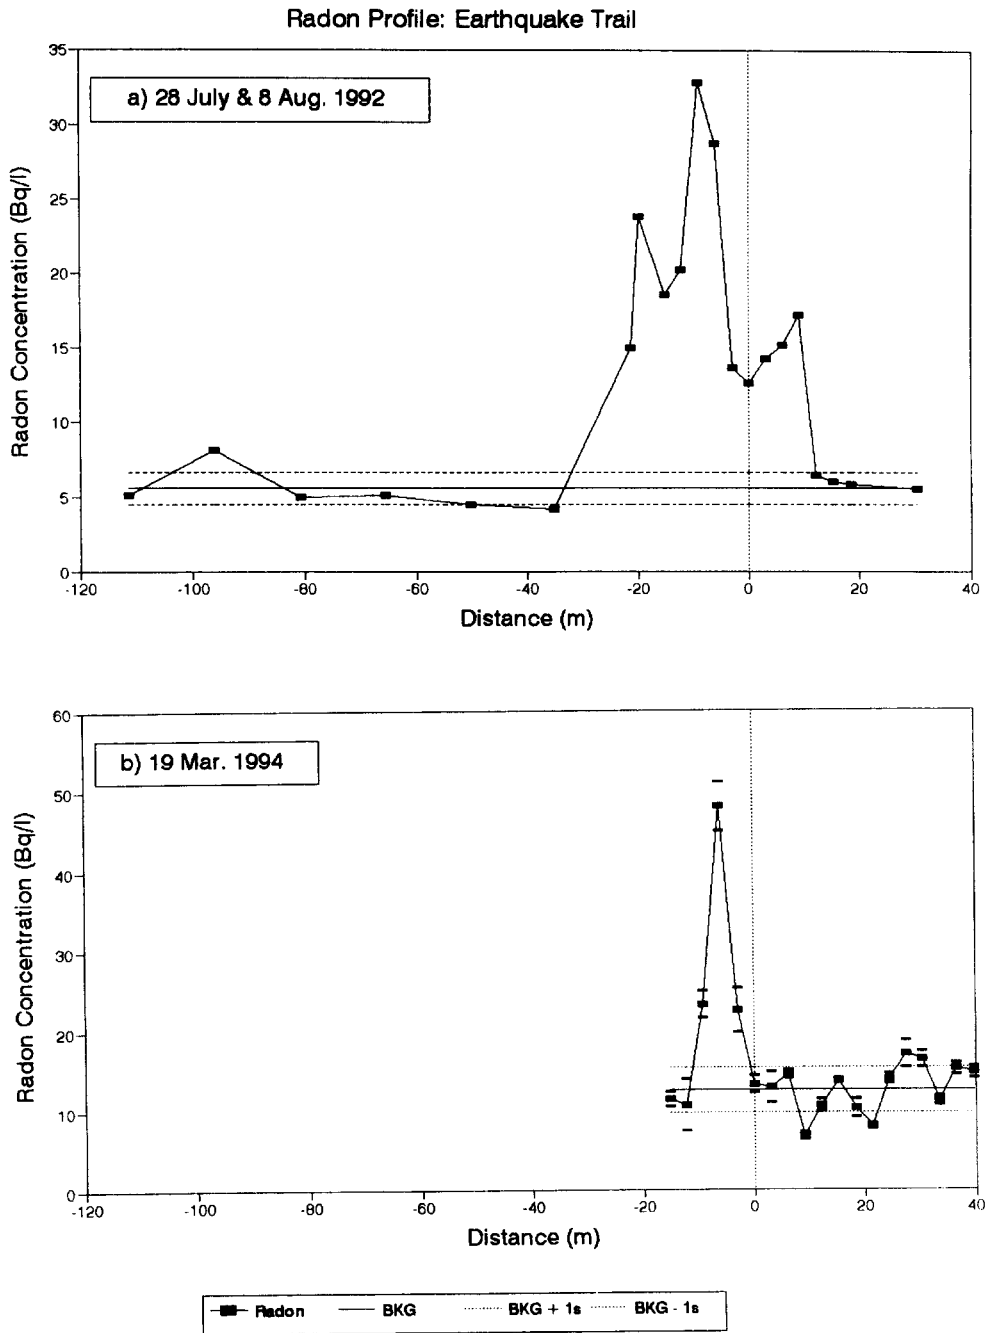 Radon Profile: Earthquake Trail
a) 28 July & 8 Aug. 1992
Radon Concentration (Bq/l)
35
30
25
20
15
10
5
0
-120 -100 -80 -60 -40 -20 0 20 40
Distance (m)
b) 19 Mar. 1994
Radon Concentration (Bq/l)
60
50
40
30
20
10
0
-120 -100 -80 -60 -40 -20 0 20 40
Distance (m)
Radon BKG BKG + 1s BKG - 1s